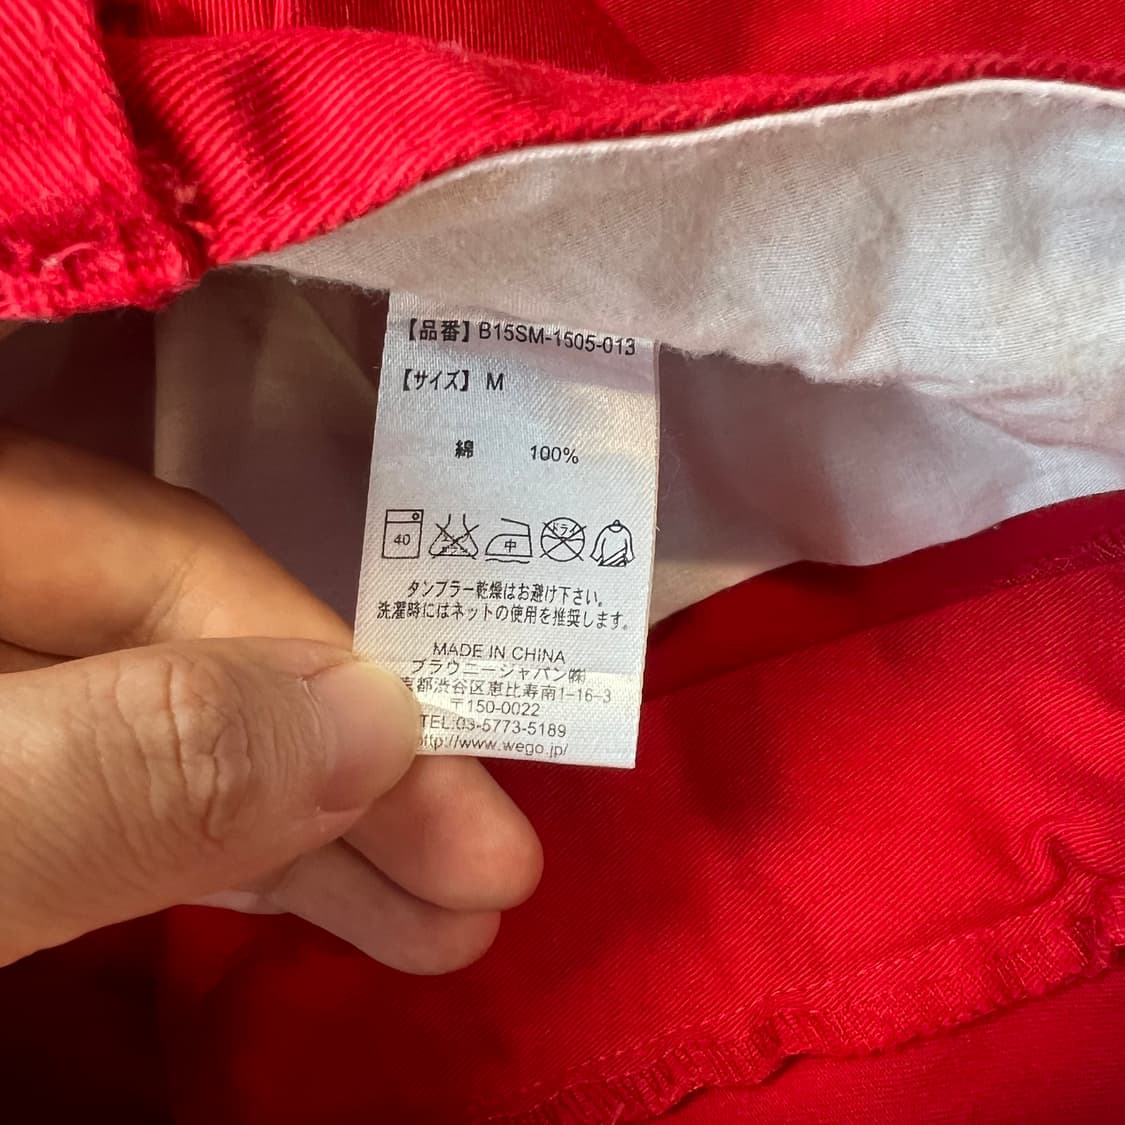 【品番】B15SM-1505-013
【サイズ】 M
綿 100%
40 中 ドライ
タンブラー乾燥はお避け下さい。
洗濯時にはネットの使用を推奨します。
MADE IN CHINA
ブラウニージャパン㈱
京都渋谷区恵比寿南1-16-3
〒150-0022
TEL:03-5773-5189
http://www.wego.jp/